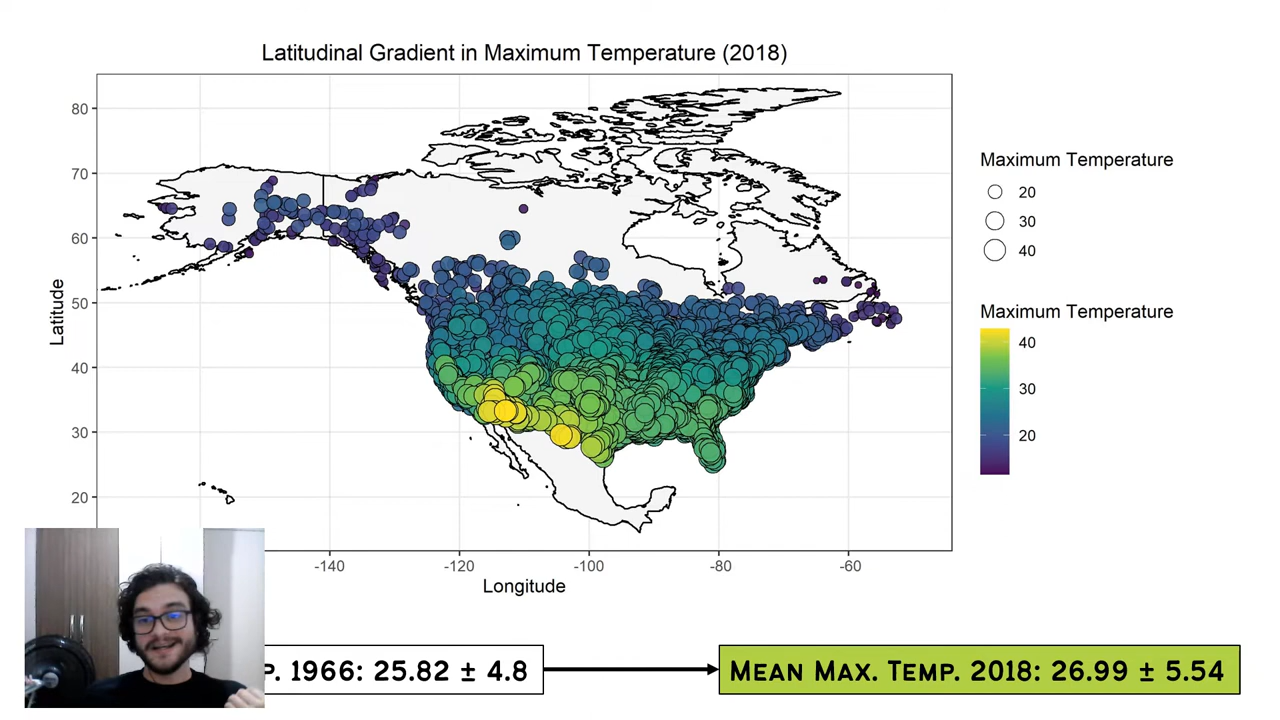 Latitudinal Gradient in Maximum Temperature (2018)
80
70
60
50
40
30
20
Latitude
-140
-120
-100
-80
-60
Longitude
Maximum Temperature
20
30
40
Maximum Temperature
40
30
20
P. 1966: 25.82 ± 4.8
MEAN MAX. TEMP. 2018: 26.99 ± 5.54